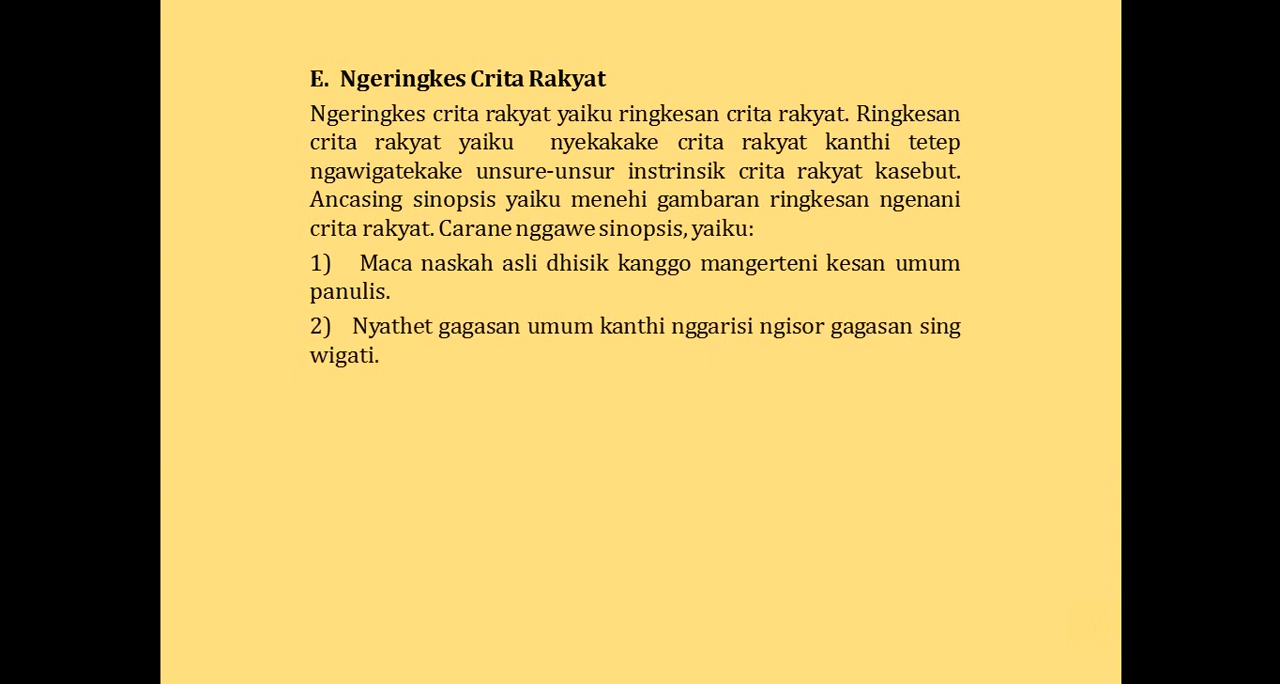 E. Ngeringkes Crita Rakyat
Ngeringkes crita rakyat yaiku ringkesan crita rakyat. Ringkesan
crita rakyat yaiku nyekakake crita rakyat kanthi tetep
ngawigatekake unsure-unsur instrinsik crita rakyat kasebut.
Ancasing sinopsis yaiku menehi gambaran ringkesan ngenani
crita rakyat. Carane nggawe sinopsis, yaiku:
1) Maca naskah asli dhisik kanggo mangerteni kesan umum
panulis.
2) Nyathet gagasan umum kanthi nggarisi ngisor gagasan sing
wigati.